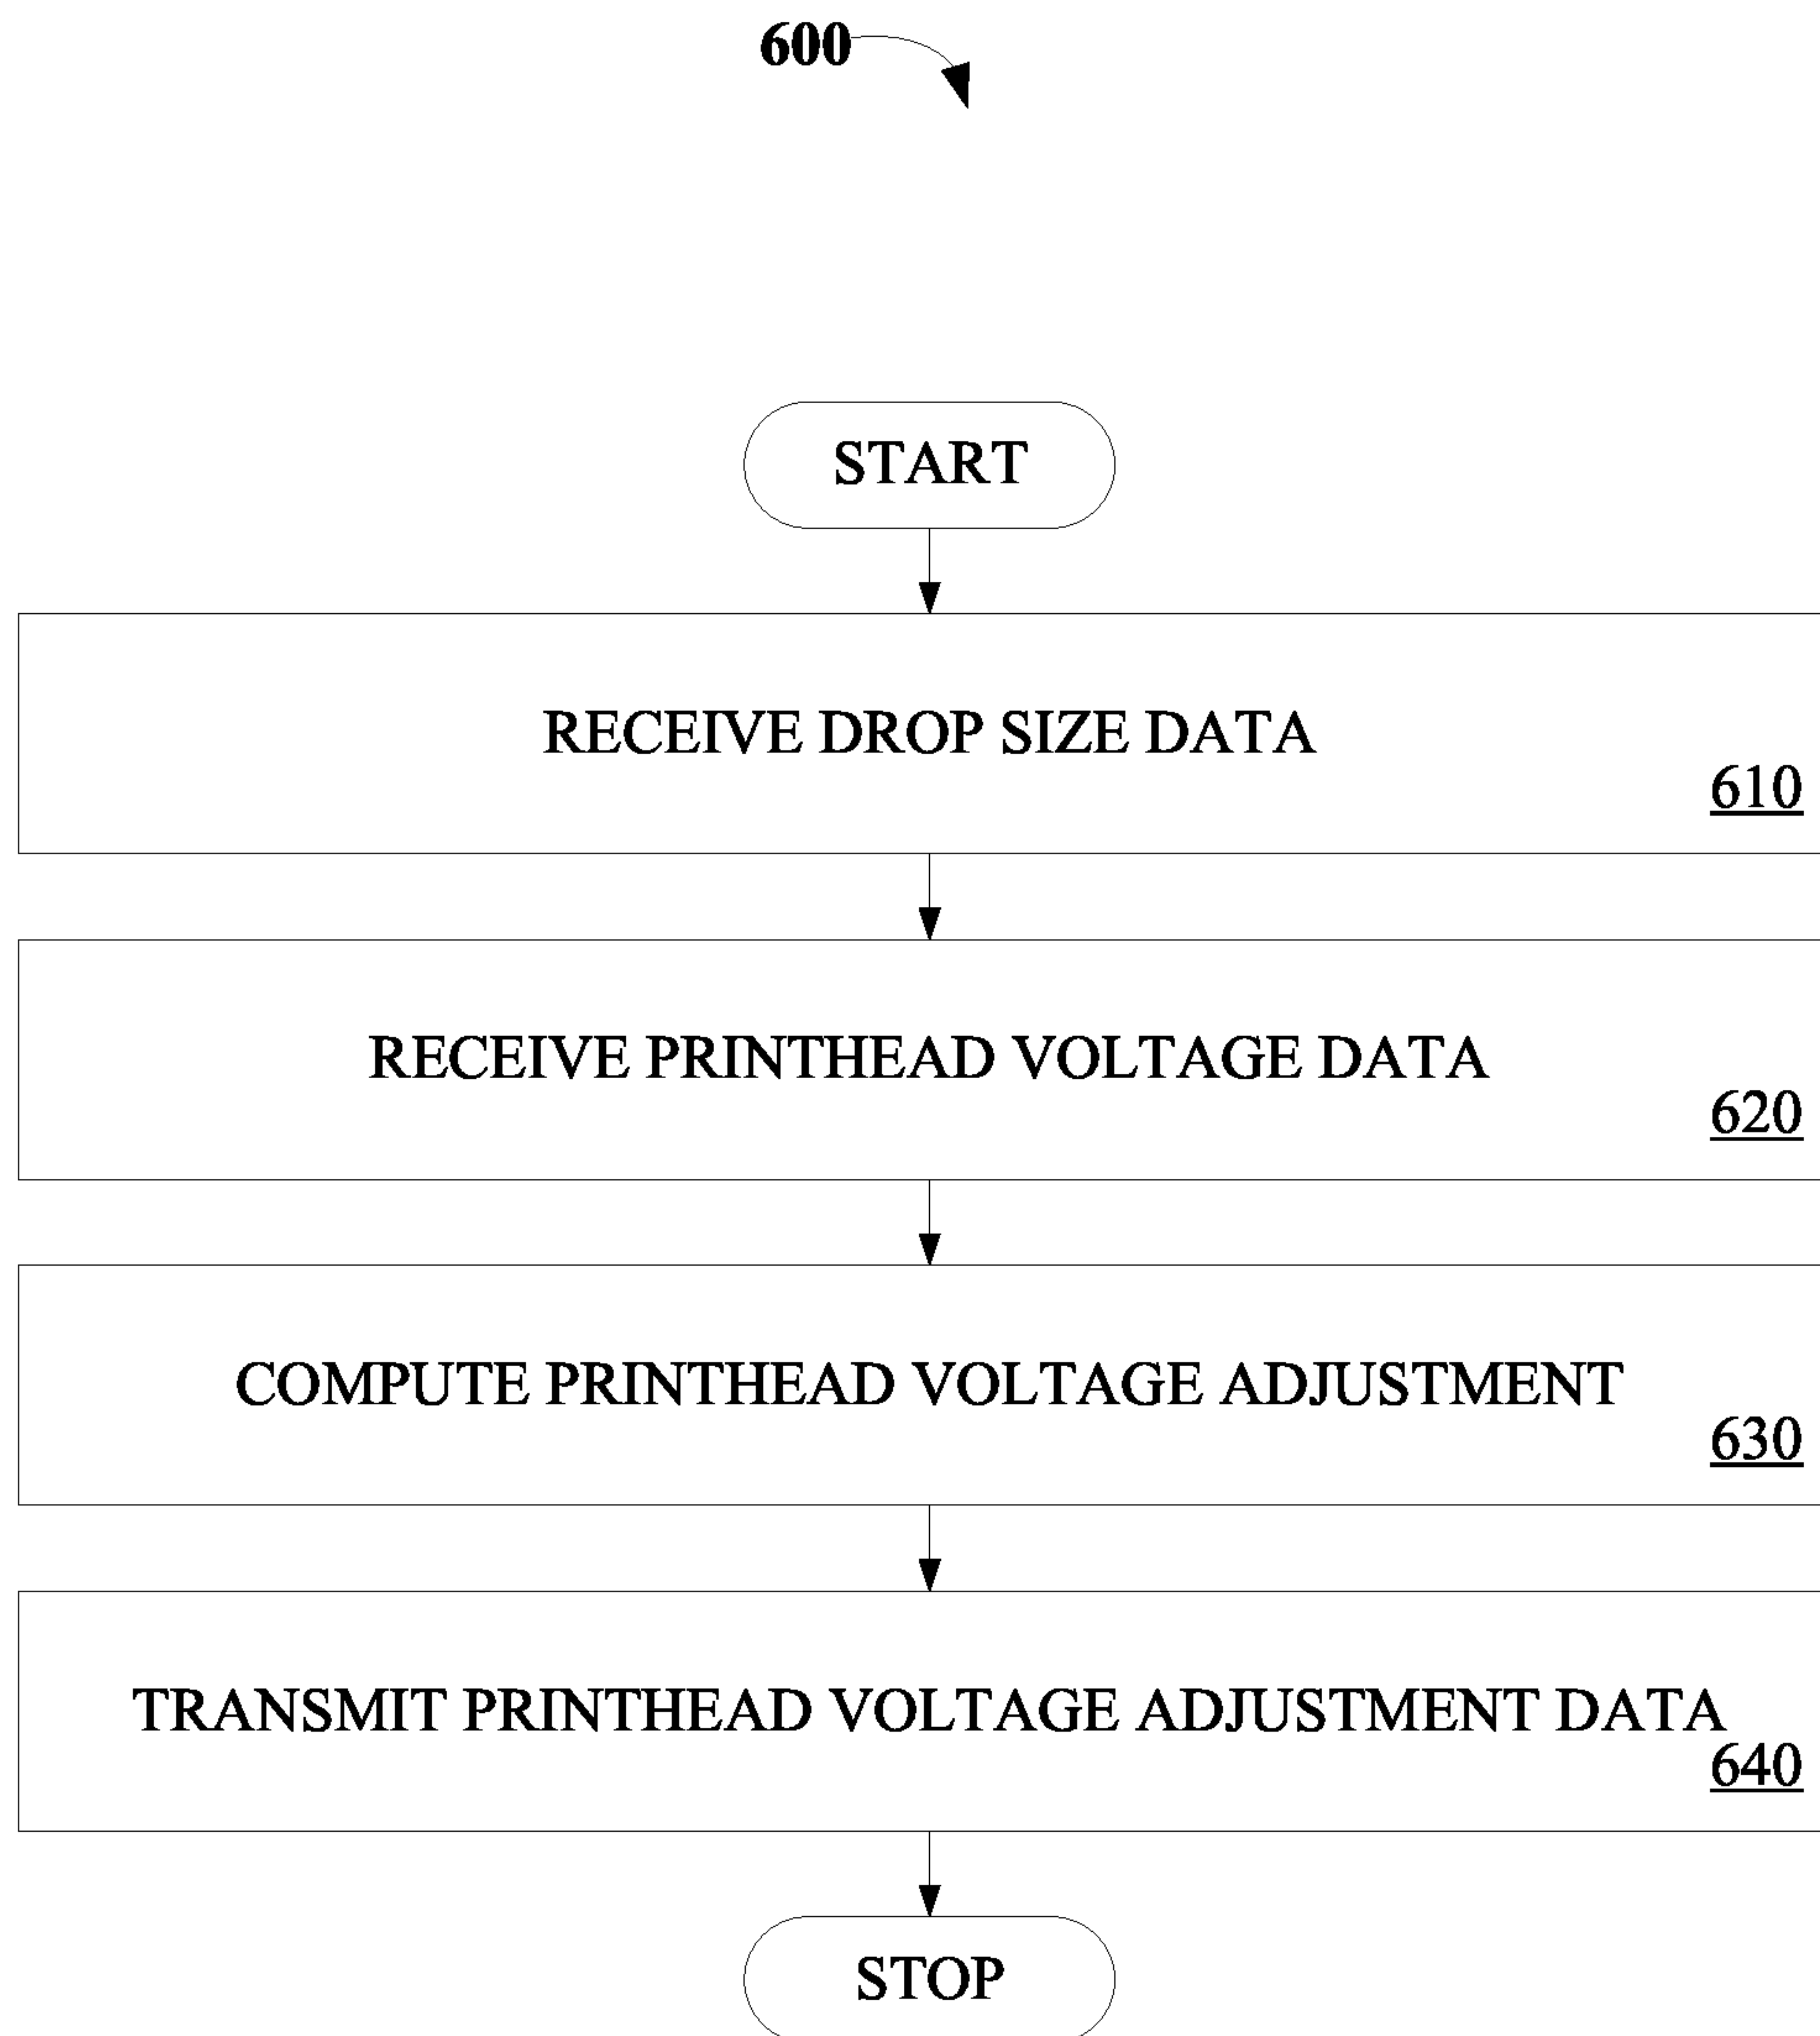 600
START
RECEIVE DROP SIZE DATA
610
RECEIVE PRINTHEAD VOLTAGE DATA
620
COMPUTE PRINTHEAD VOLTAGE ADJUSTMENT
630
TRANSMIT PRINTHEAD VOLTAGE ADJUSTMENT DATA
640
STOP